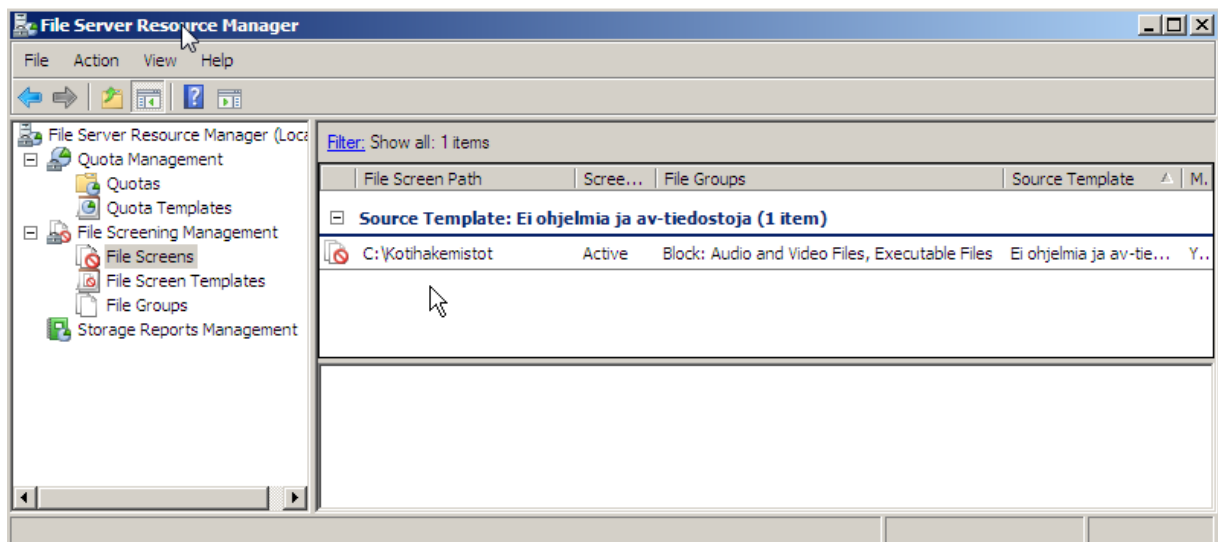 File Server Resource Manager
File Action View Help
File Server Resource Manager (Loca
Quota Management
Quotas
Quota Templates
File Screening Management
File Screens
File Screen Templates
File Groups
Storage Reports Management
Filter: Show all: 1 items
File Screen Path Scree... File Groups Source Template M.
Source Template: Ei ohjelmia ja av-tiedostoja (1 item)
C:\Kotihakemistot Active Block: Audio and Video Files, Executable Files Ei ohjelmia ja av-tie... Y..